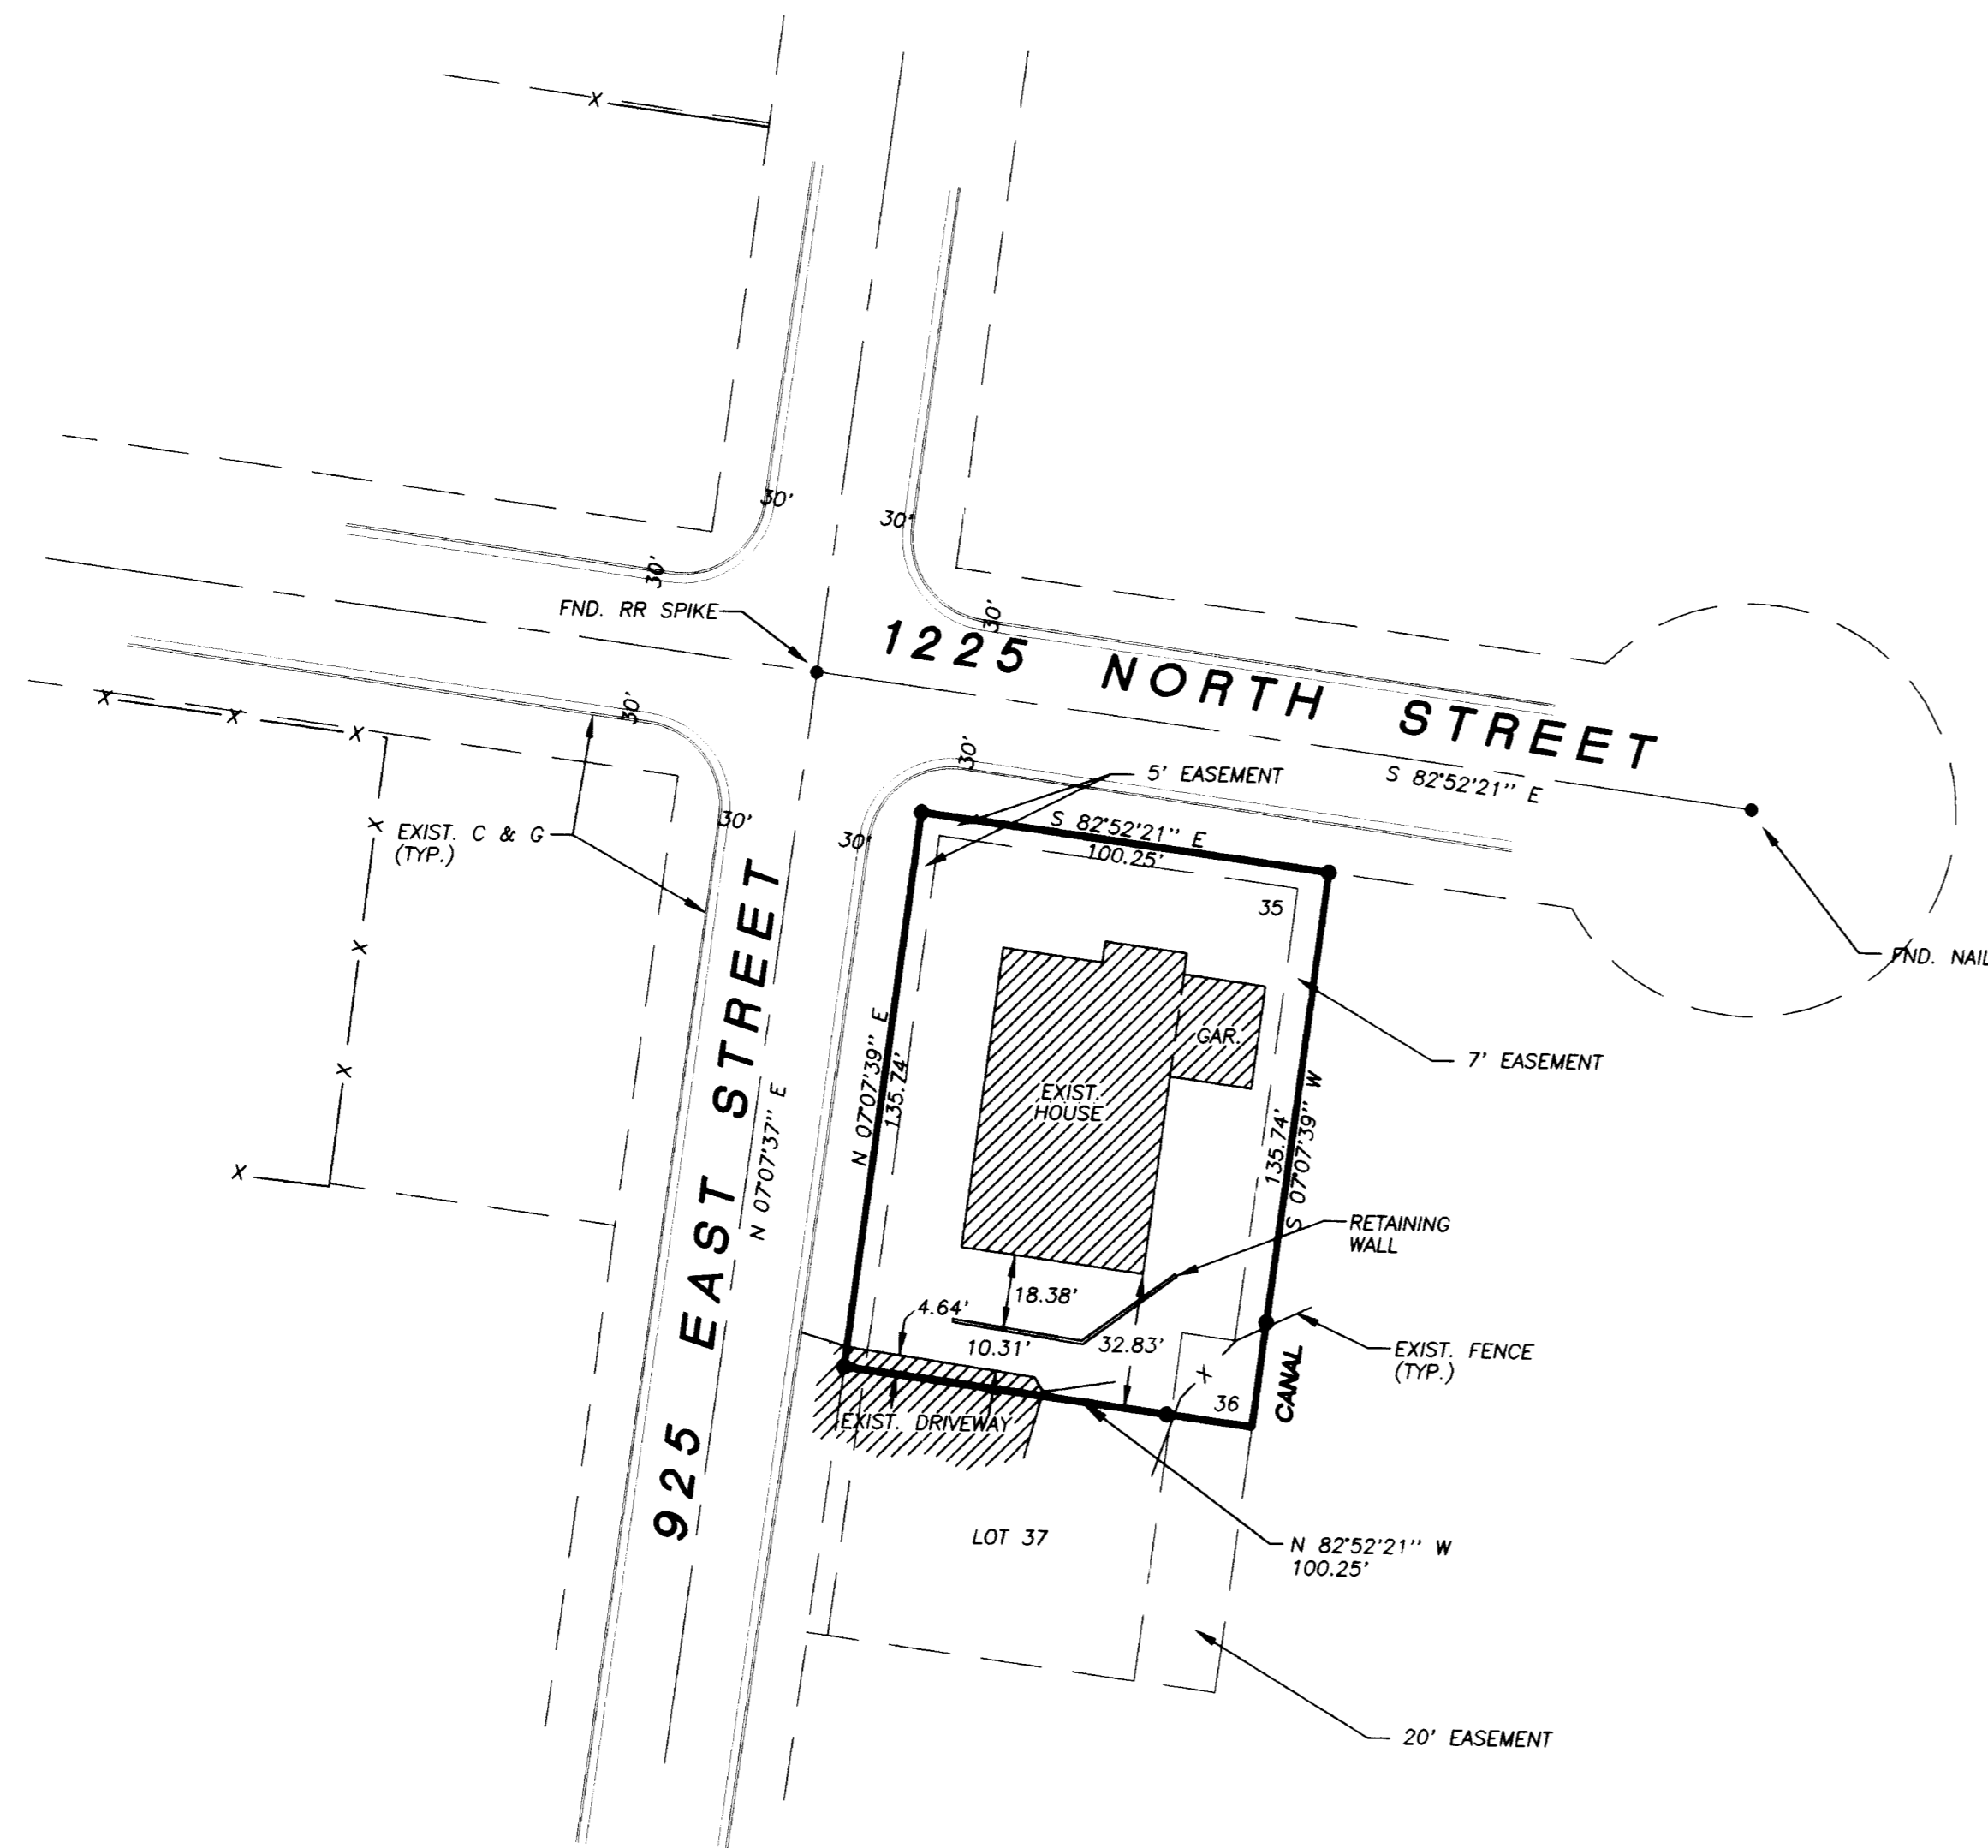 30'
30'
30'
30'
FND. RR SPIKE
1225 NORTH STREET
S 82°52'21" E
30'
30'
30'
30'
5' EASEMENT
EXIST. C & G
(TYP.)
S 82°52'21" E
100.25'
35
FND. NAIL
925 EAST STREET
N 07°07'37" E
N 07°07'39" E
135.74'
GAR.
EXIST.
HOUSE
7' EASEMENT
135.74'
S 07°07'39" W
RETAINING
WALL
18.38'
4.64'
10.31'
32.83'
EXIST. FENCE
(TYP.)
CANAL
36
EXIST. DRIVEWAY
LOT 37
N 82°52'21" W
100.25'
20' EASEMENT